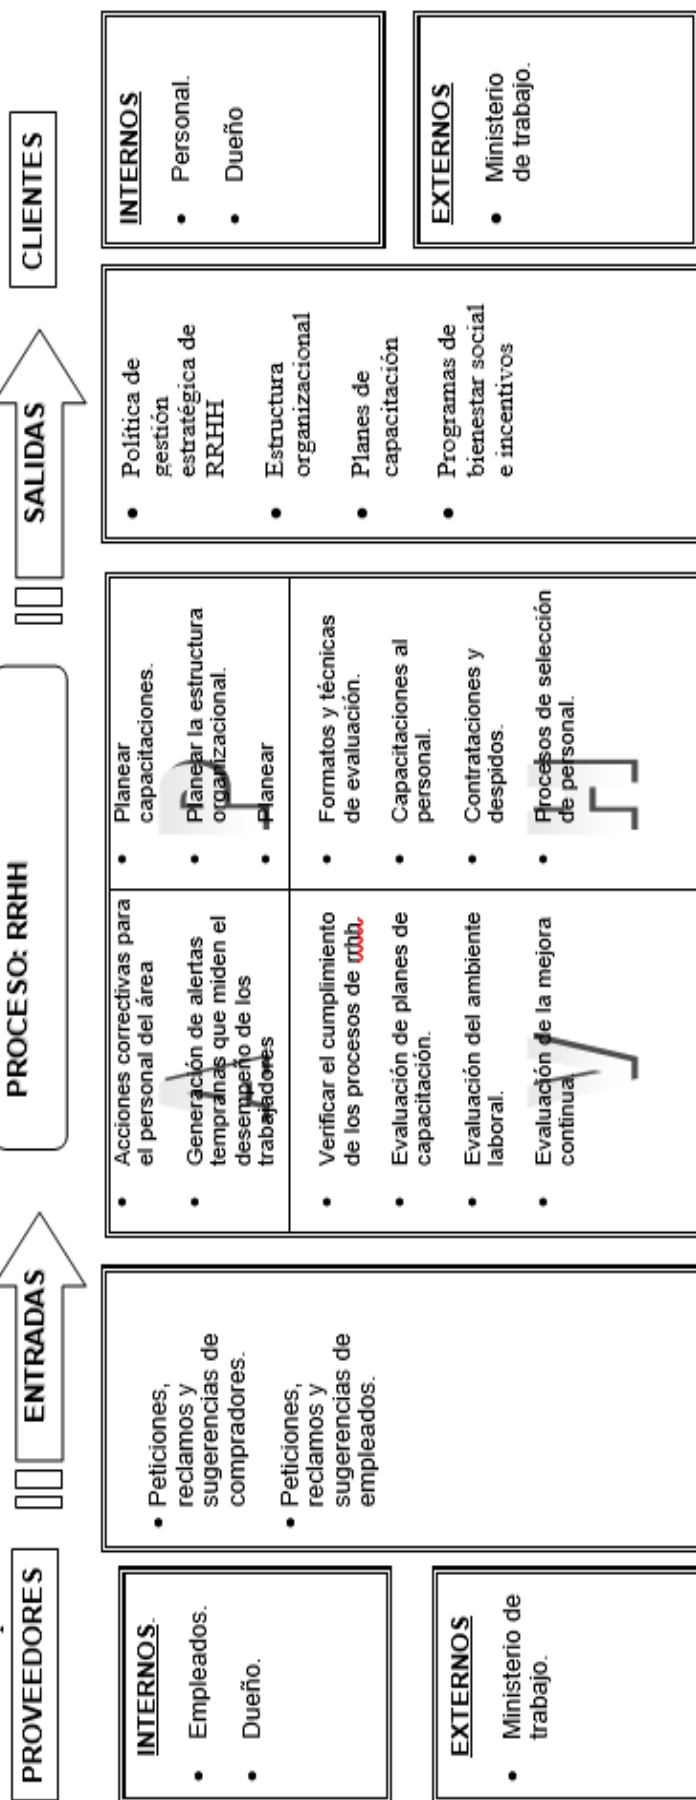 PROVEEDORES
ENTRADAS
PROCESO: RRHH
SALIDAS
CLIENTES
INTERNOS.
• Empleados.
• Dueño.
EXTERNOS
• Ministerio de
trabajo.
• Peticiones,
reclamos y
sugerencias de
compradores.
• Peticiones,
reclamos y
sugerencias de
empleados.
A
• Acciones correctivas para
el personal del área
• Generación de alertas
tempranas que miden el
desempeño de los
trabajadores
P
• Planear
capacitaciones.
• Planear la estructura
organizacional.
• Planear
V
• Verificar el cumplimiento
de los procesos de rrhh.
• Evaluación de planes de
capacitación.
• Evaluación del ambiente
laboral.
• Evaluación de la mejora
continua.
H
• Formatos y técnicas
de evaluación.
• Capacitaciones al
personal.
• Contrataciones y
despidos.
• Procesos de selección
de personal.
• Política de
gestión
estratégica de
RRHH
• Estructura
organizacional
• Planes de
capacitación
• Programas de
bienestar social
e incentivos
INTERNOS
• Personal.
• Dueño
EXTERNOS
• Ministerio
de trabajo.